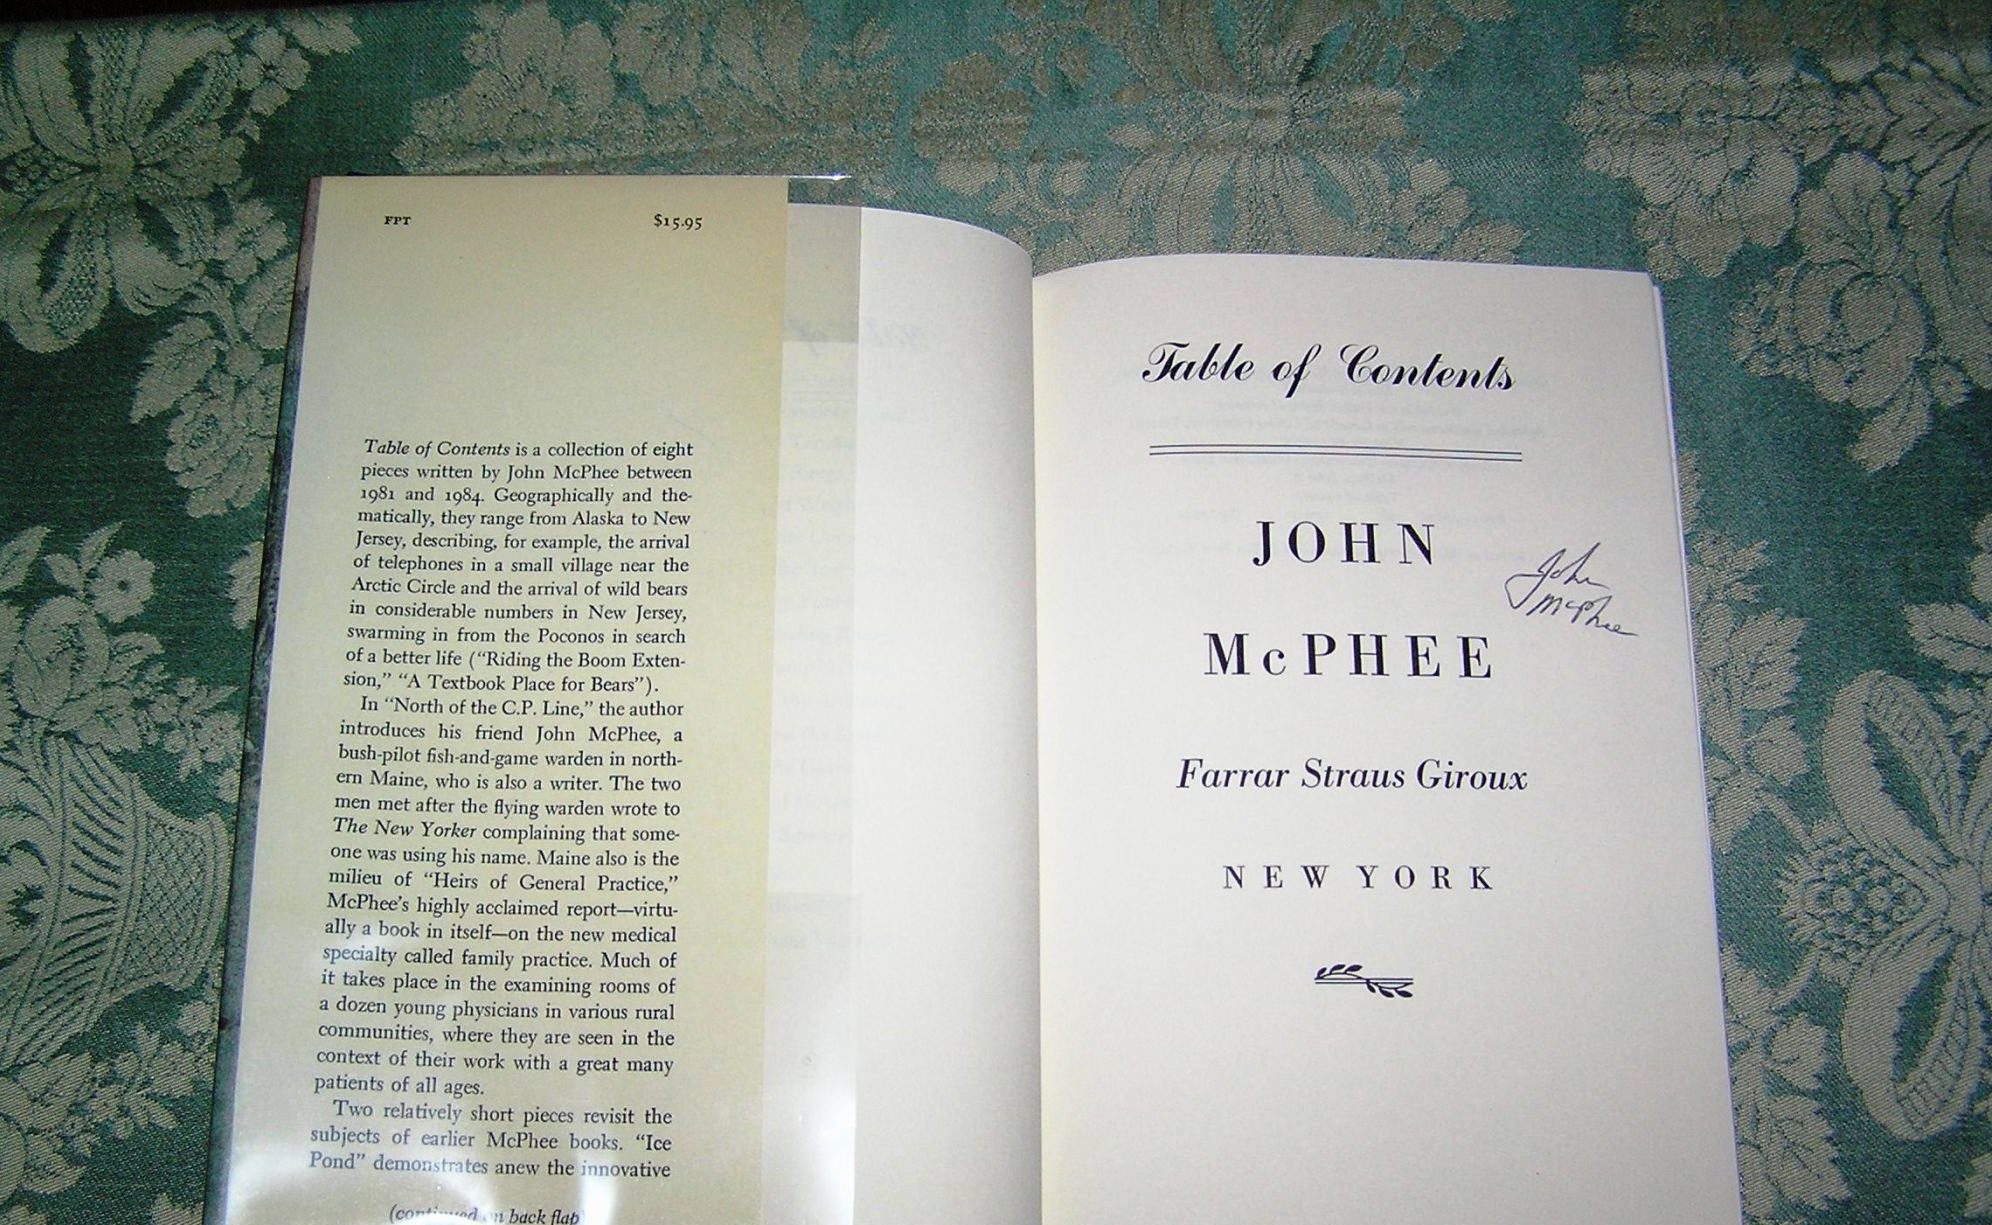 FPT $15.95
Table of Contents is a collection of eight
pieces written by John McPhee between
1981 and 1984. Geographically and the-
matically, they range from Alaska to New
Jersey, describing, for example, the arrival
of telephones in a small village near the
Arctic Circle and the arrival of wild bears
in considerable numbers in New Jersey,
swarming in from the Poconos in search
of a better life (“Riding the Boom Exten-
sion,” “A Textbook Place for Bears”).
In “North of the C.P. Line,” the author
introduces his friend John McPhee, a
bush-pilot fish-and-game warden in north-
ern Maine, who is also a writer. The two
men met after the flying warden wrote to
The New Yorker complaining that some-
one was using his name. Maine also is the
milieu of “Heirs of General Practice,”
McPhee’s highly acclaimed report—virtu-
ally a book in itself—on the new medical
specialty called family practice. Much of
it takes place in the examining rooms of
a dozen young physicians in various rural
communities, where they are seen in the
context of their work with a great many
patients of all ages.
Two relatively short pieces revisit the
subjects of earlier McPhee books. “Ice
Pond” demonstrates anew the innovative
(continued on back flap)
Table of Contents
JOHN
McPHEE
John
McPhee
Farrar Straus Giroux
NEW YORK